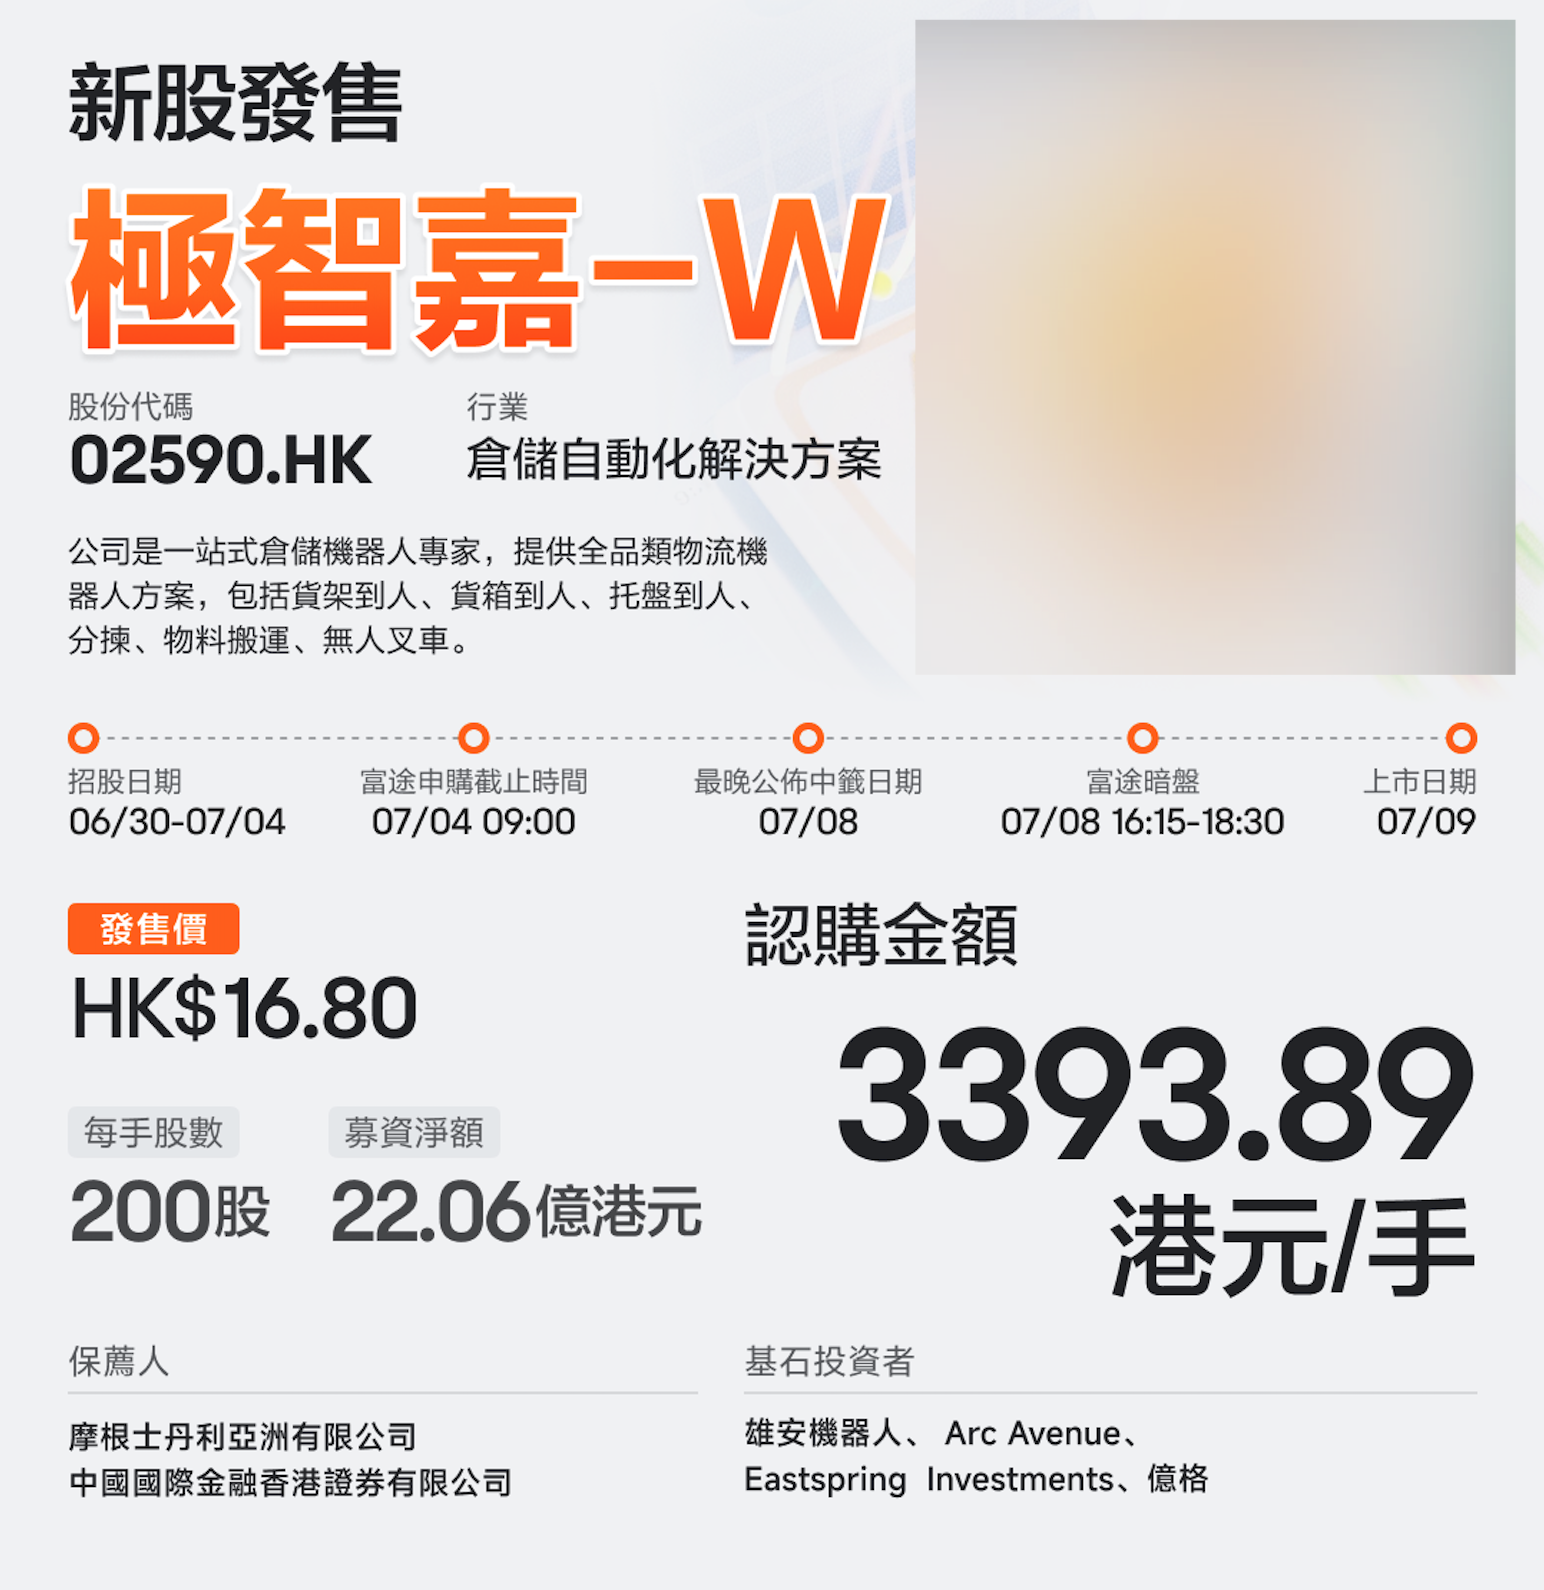 新股發售
極智嘉-W
股份代碼
02590.HK
行業
倉儲自動化解決方案
公司是一站式倉儲機器人專家，提供全品類物流機
器人方案，包括貨架到人、貨箱到人、托盤到人、
分揀、物料搬運、無人叉車。
招股日期
06/30-07/04
富途申購截止時間
07/04 09:00
最晚公佈中籤日期
07/08
富途暗盤
07/08 16:15-18:30
上市日期
07/09
發售價
HK$16.80
每手股數
200股
募資淨額
22.06億港元
認購金額
3393.89
港元/手
保薦人
摩根士丹利亞洲有限公司
中國國際金融香港證券有限公司
基石投資者
雄安機器人、 Arc Avenue、
Eastspring Investments、億格